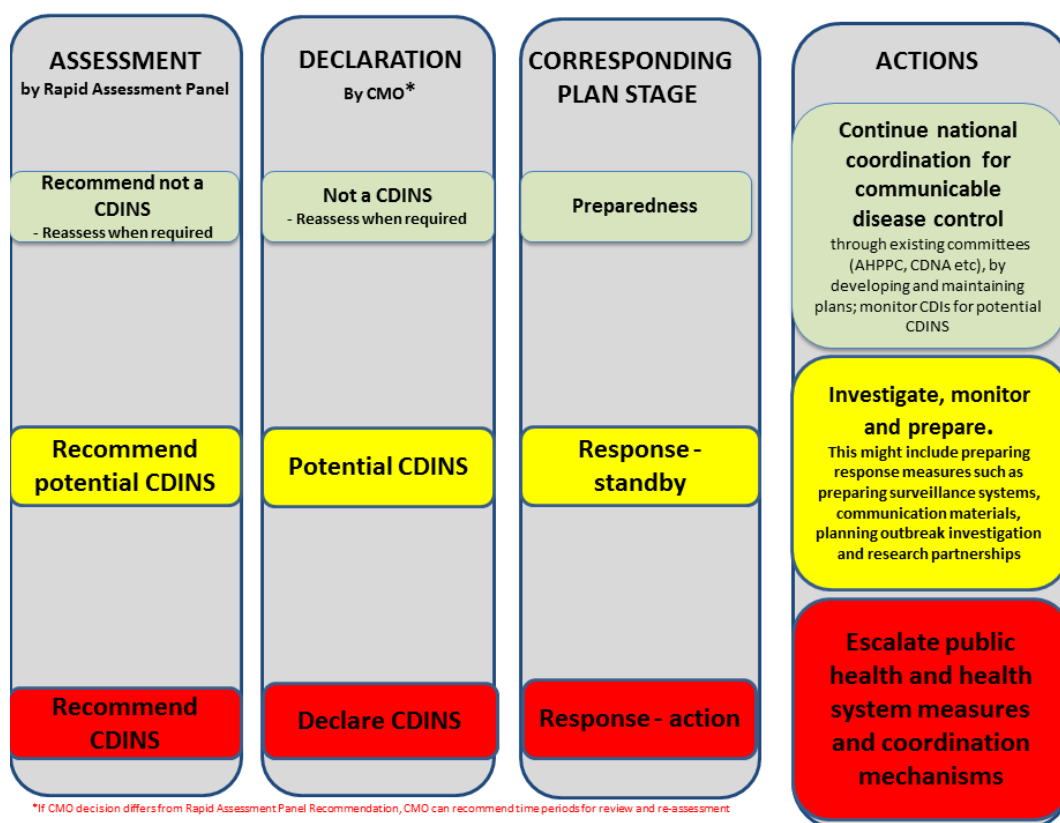 ASSESSMENT
by Rapid Assessment Panel
Recommend not a
CDINS
- Reassess when required
Recommend
potential CDINS
Recommend
CDINS
DECLARATION
By CMO*
Not a CDINS
- Reassess when required
Potential CDINS
Declare CDINS
CORRESPONDING
PLAN STAGE
Preparedness
Response -
standby
Response - action
ACTIONS
Continue national
coordination for
communicable
disease control
through existing committees
(AHPPC, CDNA etc), by
developing and maintaining
plans; monitor CDIs for potential
CDINS
Investigate, monitor
and prepare.
This might include preparing
response measures such as
preparing surveillance systems,
communication materials,
planning outbreak investigation
and research partnerships
Escalate public
health and health
system measures
and coordination
mechanisms
*If CMO decision differs from Rapid Assessment Panel Recommendation, CMO can recommend time periods for review and re-assessment